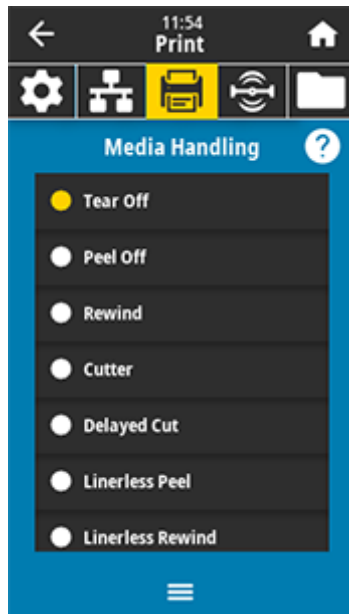 11:54
Print
Media Handling
?
Tear Off
Peel Off
Rewind
Cutter
Delayed Cut
Linerless Peel
Linerless Rewind